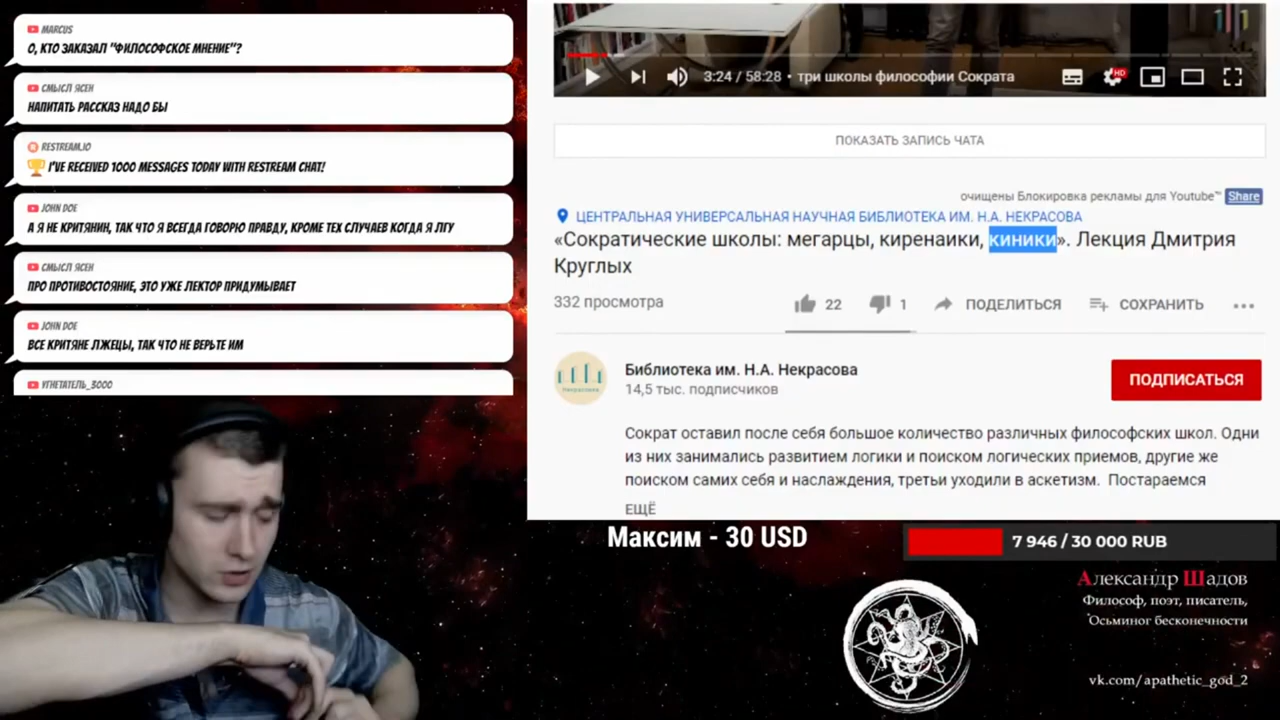 MARCUS
О, КТО ЗАКАЗАЛ "ФИЛОСОФСКОЕ МНЕНИЕ"?
СМЫСЛ ЯСЕН
НАПИТАТЬ РАССКАЗ НАДО БЫ
RESTREAM.IO
I'VE RECEIVED 1000 MESSAGES TODAY WITH RESTREAM CHAT!
JOHN DOE
А Я НЕ КРИТЯНИН, ТАК ЧТО Я ВСЕГДА ГОВОРЮ ПРАВДУ, КРОМЕ ТЕХ СЛУЧАЕВ КОГДА Я ЛГУ
СМЫСЛ ЯСЕН
ПРО ПРОТИВОСТОЯНИЕ, ЭТО УЖЕ ЛЕКТОР ПРИДУМЫВАЕТ
JOHN DOE
ВСЕ КРИТЯНЕ ЛЖЕЦЫ, ТАК ЧТО НЕ ВЕРЬТЕ ИМ
УГНЕТАТЕЛЬ_3000
3:24 / 58:28 • три школы философии Сократа
HD
ПОКАЗАТЬ ЗАПИСЬ ЧАТА
очищены Блокировка рекламы для Youtube™ Share
ЦЕНТРАЛЬНАЯ УНИВЕРСАЛЬНАЯ НАУЧНАЯ БИБЛИОТЕКА ИМ. Н.А. НЕКРАСОВА
«Сократические школы: мегарцы, киренаики, киники». Лекция Дмитрия
Круглых
332 просмотра
22
1
ПОДЕЛИТЬСЯ
СОХРАНИТЬ
Библиотека им. Н.А. Некрасова
14,5 тыс. подписчиков
ПОДПИСАТЬСЯ
Сократ оставил после себя большое количество различных философских школ. Одни
из них занимались развитием логики и поиском логических приемов, другие же
поиском самих себя и наслаждения, третьи уходили в аскетизм. Постараемся
ЕЩЁ
Максим - 30 USD
7 946 / 30 000 RUB
Александр Шадов
Философ, поэт, писатель,
Осьминог бесконечности
vk.com/apathetic_god_2